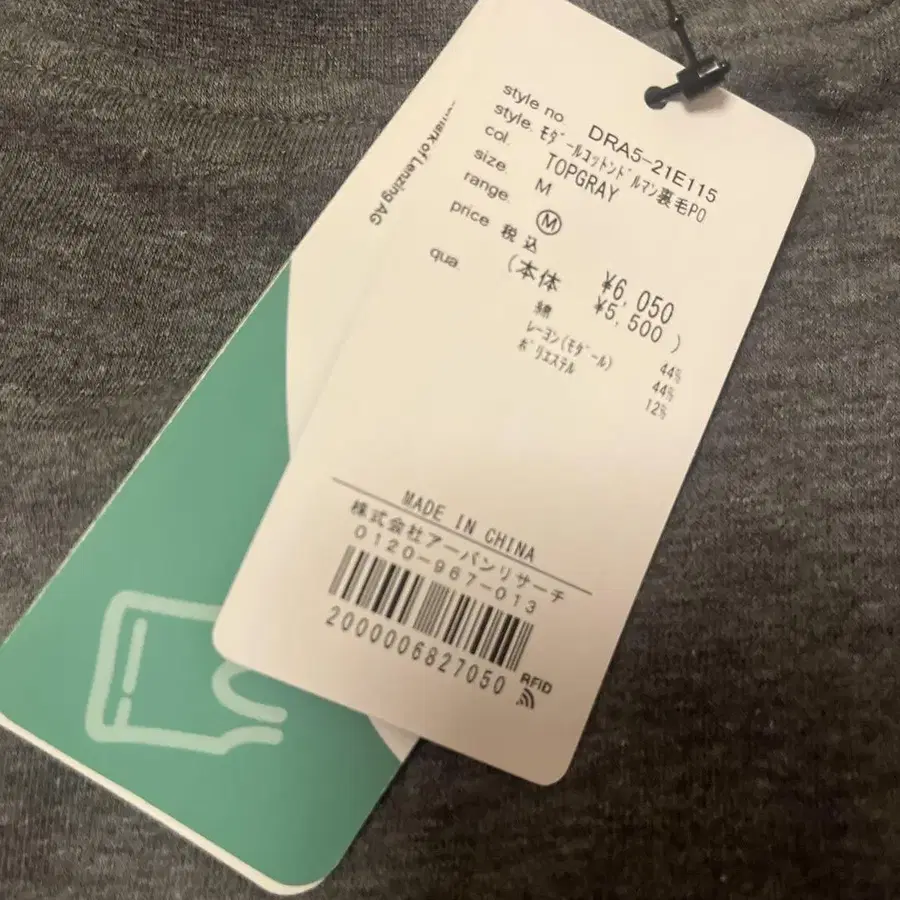 style no. DRA5-21E115
style. ﾓﾀﾞｰﾙｺｯﾄﾝﾄﾞﾙﾏﾝ裏毛PO
col. TOPGRAY
size. M
range. Ⓜ
price 税込 ¥6,050
(本体 ¥5,500 )
qua 綿 44%
ﾚｰﾖﾝ(ﾓﾀﾞｰﾙ) 44%
ﾎﾟﾘｴｽﾃﾙ 12%
MADE IN CHINA
株式会社アーバンリサーチ
0120-967-013
2000006827050
RFID
of Lenzing AG